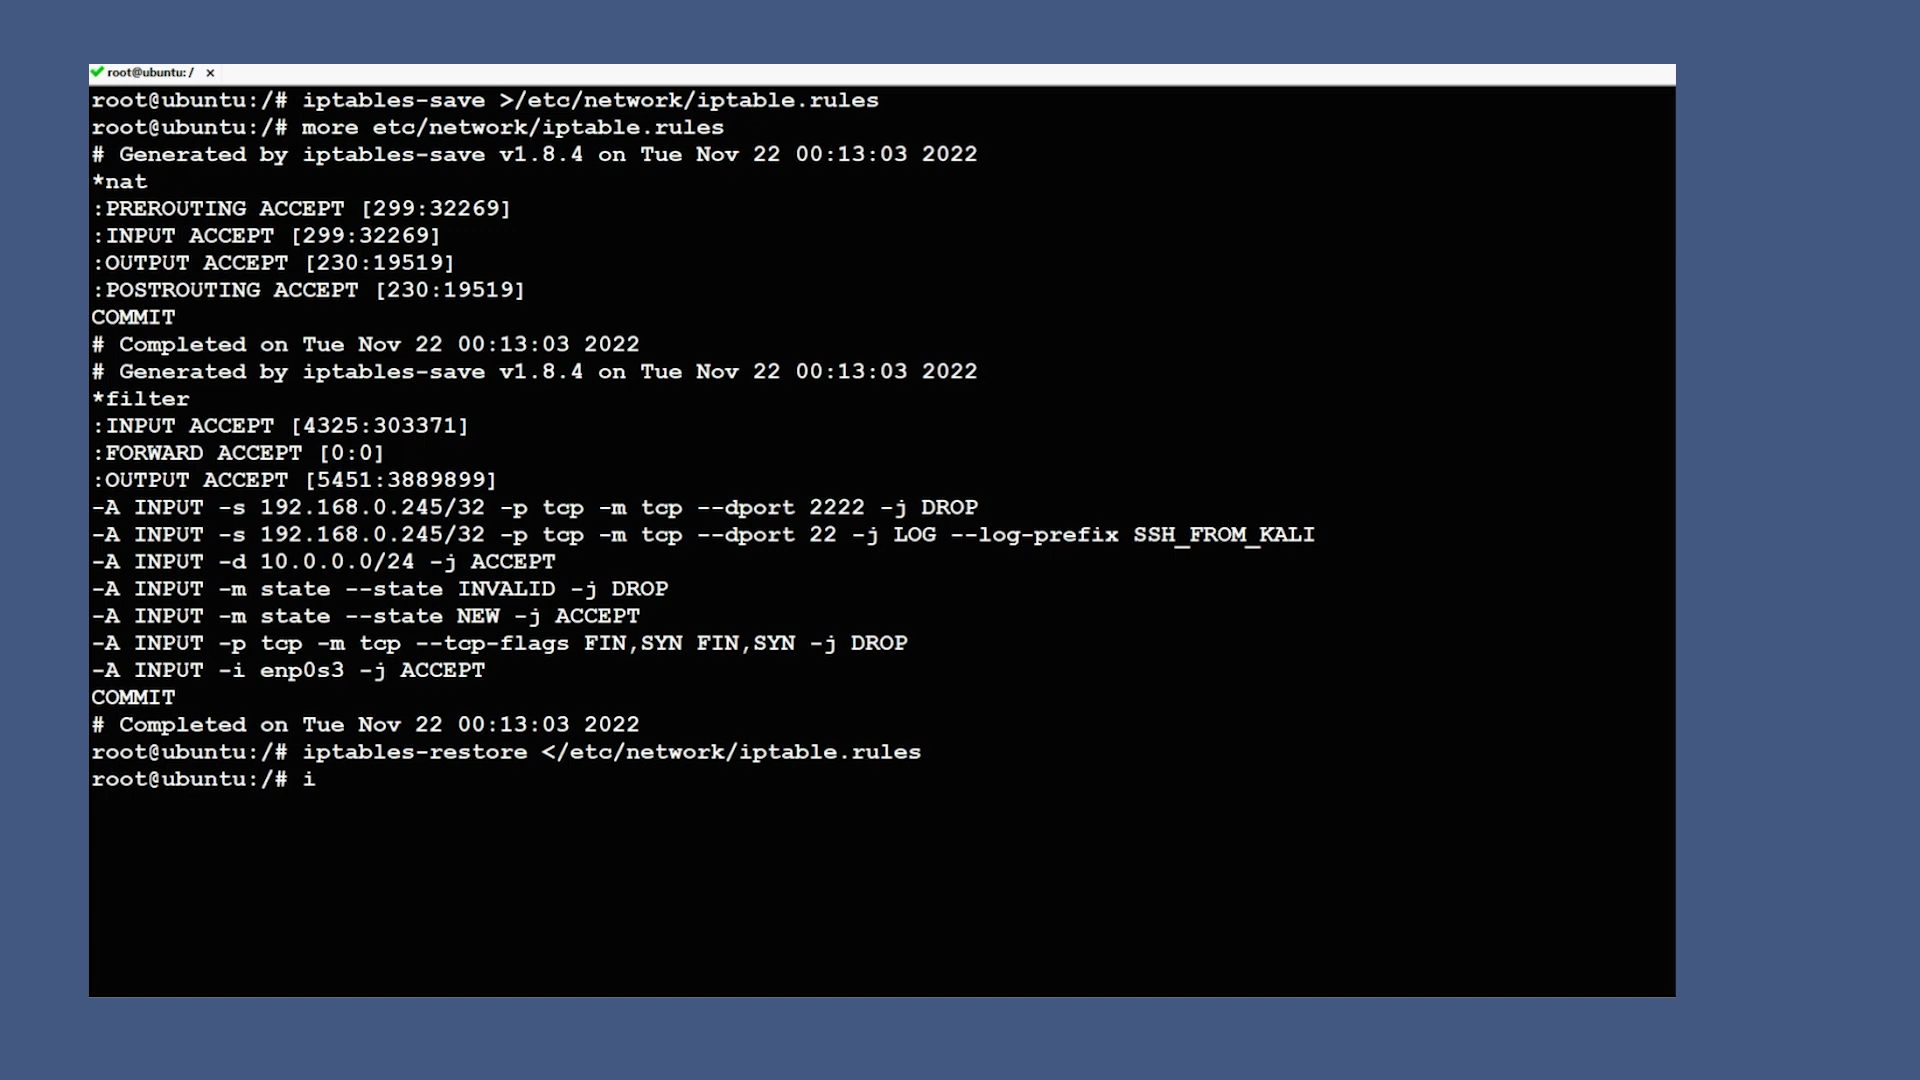 root@ubuntu: /
root@ubuntu:/# iptables-save >/etc/network/iptable.rules
root@ubuntu:/# more etc/network/iptable.rules
# Generated by iptables-save v1.8.4 on Tue Nov 22 00:13:03 2022
*nat
:PREROUTING ACCEPT [299:32269]
:INPUT ACCEPT [299:32269]
:OUTPUT ACCEPT [230:19519]
:POSTROUTING ACCEPT [230:19519]
COMMIT
# Completed on Tue Nov 22 00:13:03 2022
# Generated by iptables-save v1.8.4 on Tue Nov 22 00:13:03 2022
*filter
:INPUT ACCEPT [4325:303371]
:FORWARD ACCEPT [0:0]
:OUTPUT ACCEPT [5451:3889899]
-A INPUT -s 192.168.0.245/32 -p tcp -m tcp --dport 2222 -j DROP
-A INPUT -s 192.168.0.245/32 -p tcp -m tcp --dport 22 -j LOG --log-prefix SSH_FROM_KALI
-A INPUT -d 10.0.0.0/24 -j ACCEPT
-A INPUT -m state --state INVALID -j DROP
-A INPUT -m state --state NEW -j ACCEPT
-A INPUT -p tcp -m tcp --tcp-flags FIN,SYN FIN,SYN -j DROP
-A INPUT -i enp0s3 -j ACCEPT
COMMIT
# Completed on Tue Nov 22 00:13:03 2022
root@ubuntu:/# iptables-restore </etc/network/iptable.rules
root@ubuntu:/# i